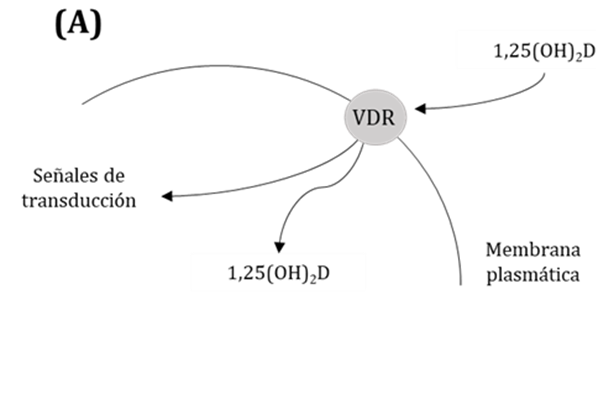 (A)
1,25(OH)₂D
VDR
Señales de
transducción
1,25(OH)₂D
Membrana
plasmática